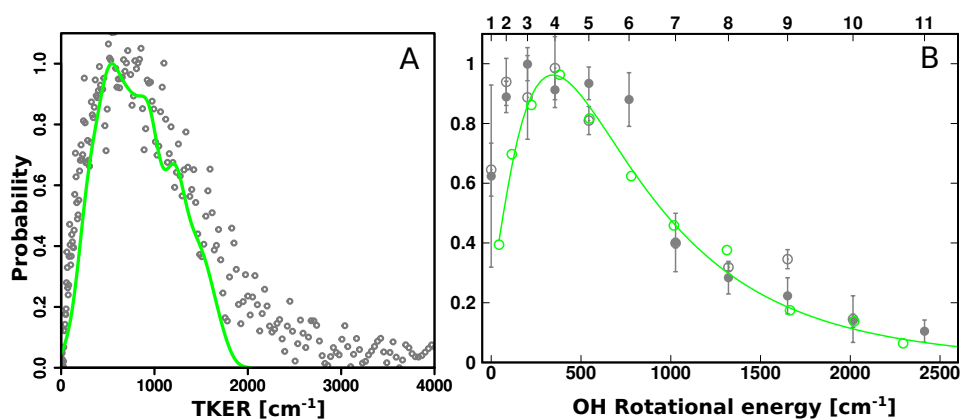 1 2 3 4 5 6 7 8 9 10 11
A
B
Probability
0.0 0.2 0.4 0.6 0.8 1.0
0 0.2 0.4 0.6 0.8 1
0 1000 2000 3000 4000
0 500 1000 1500 2000 2500
TKER [cm⁻¹]
OH Rotational energy [cm⁻¹]